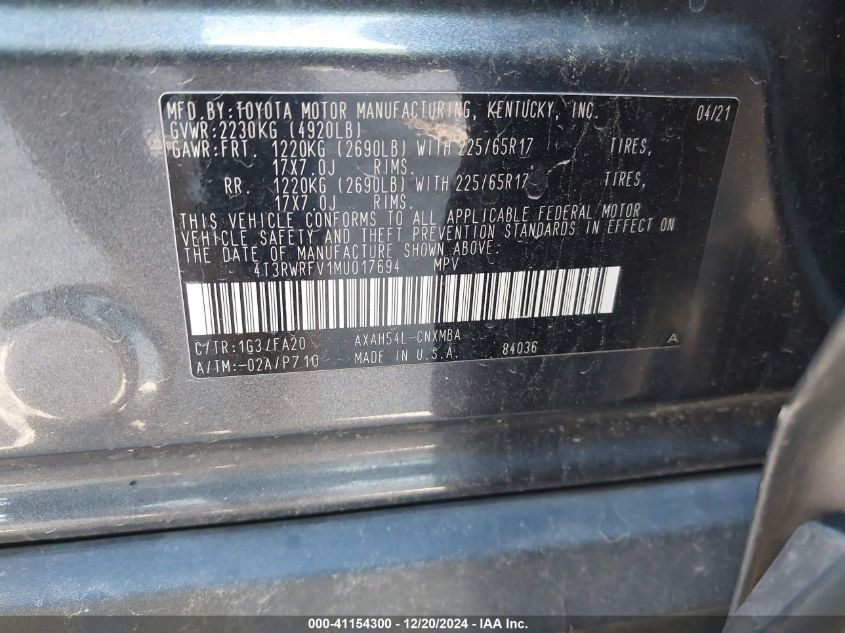 MFD.BY:TOYOTA MOTOR MANUFACTURING, KENTUCKY, INC. 04/21
GVWR:2230KG (4920LB)
GAWR:FRT. 1220KG (2690LB) WITH 225/65R17 TIRES,
17X7.0J RIMS.
RR. 1220KG (2690LB) WITH 225/65R17 TIRES,
17X7.0J RIMS.
THIS VEHICLE CONFORMS TO ALL APPLICABLE FEDERAL MOTOR
VEHICLE SAFETY AND THEFT PREVENTION STANDARDS IN EFFECT ON
THE DATE OF MANUFACTURE SHOWN ABOVE.
4T3RWRFV1MU017694 MPV
C/TR:1G3/FA20 AXAH54L-CNXMBA A
A/TM:-02A/P710 MADE IN U.S.A. 84036
000-41154300 - 12/20/2024 - IAAI.com